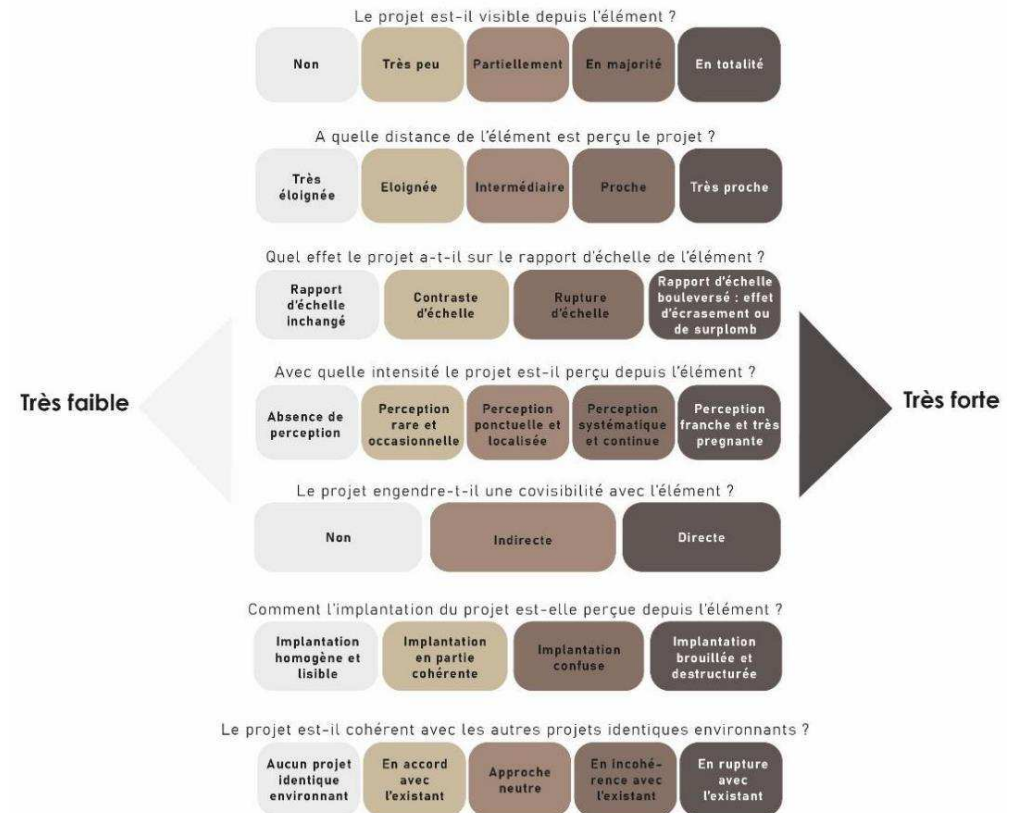 Le projet est-il visible depuis l'élément ?
Non
Très peu
Partiellement
En majorité
En totalité
A quelle distance de l'élément est perçu le projet ?
Très
éloignée
Eloignée
Intermédiaire
Proche
Très proche
Quel effet le projet a-t-il sur le rapport d'échelle de l'élément ?
Rapport
d'échelle
inchangé
Contraste
d'échelle
Rupture
d'échelle
Rapport d'échelle
bouleversé : effet
d'écrasement ou
de surplomb
Très faible
Très forte
Avec quelle intensité le projet est-il perçu depuis l'élément ?
Absence de
perception
Perception
rare et
occasionnelle
Perception
ponctuelle et
localisée
Perception
systématique
et continue
Perception
franche et très
pregnante
Le projet engendre-t-il une covisibilité avec l'élément ?
Non
Indirecte
Directe
Comment l'implantation du projet est-elle perçue depuis l'élément ?
Implantation
homogène et
lisible
Implantation
en partie
cohérente
Implantation
confuse
Implantation
brouillée et
destructurée
Le projet est-il cohérent avec les autres projets identiques environnants ?
Aucun projet
identique
environnant
En accord
avec
l'existant
Approche
neutre
En incohé-
rence avec
l'existant
En rupture
avec
l'existant